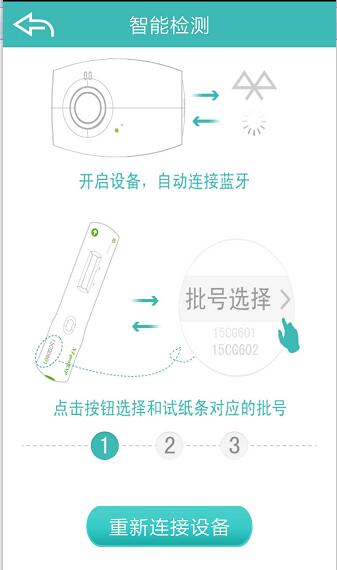 智能检测
开启设备，自动连接蓝牙
批号选择
15CG601
15CG602
点击按钮选择和试纸条对应的批号
1 2 3
重新连接设备